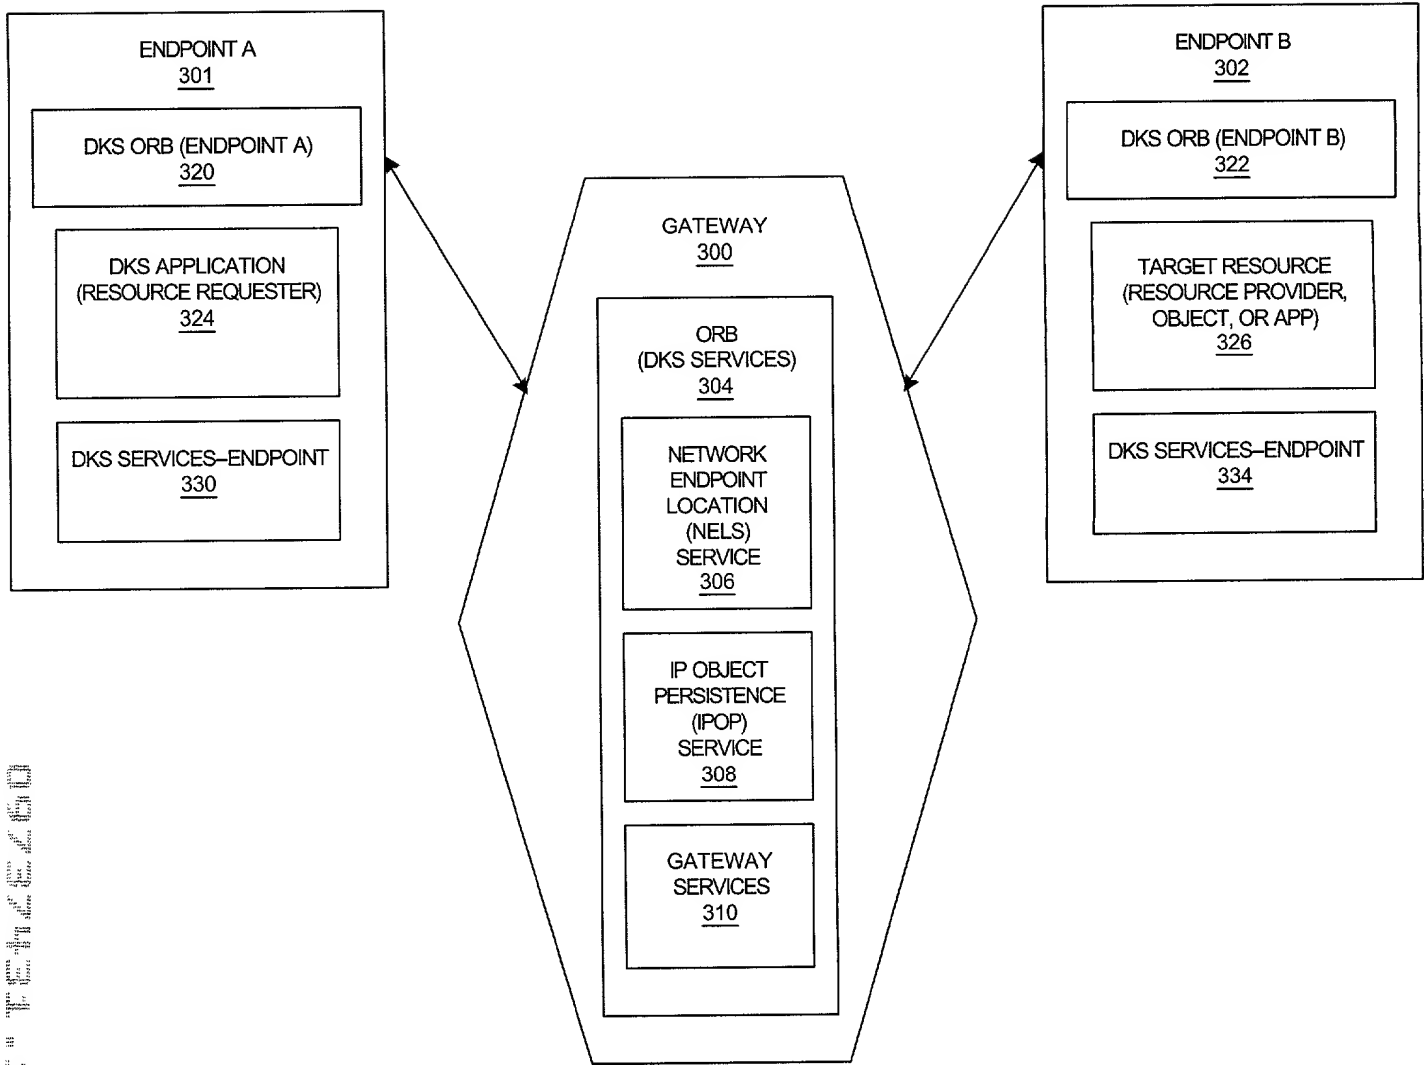 ENDPOINT A
301
DKS ORB (ENDPOINT A)
320
DKS APPLICATION
(RESOURCE REQUESTER)
324
DKS SERVICES–ENDPOINT
330
GATEWAY
300
ORB
(DKS SERVICES)
304
NETWORK
ENDPOINT
LOCATION
(NELS)
SERVICE
306
IP OBJECT
PERSISTENCE
(IPOP)
SERVICE
308
GATEWAY
SERVICES
310
ENDPOINT B
302
DKS ORB (ENDPOINT B)
322
TARGET RESOURCE
(RESOURCE PROVIDER,
OBJECT, OR APP)
326
DKS SERVICES–ENDPOINT
334